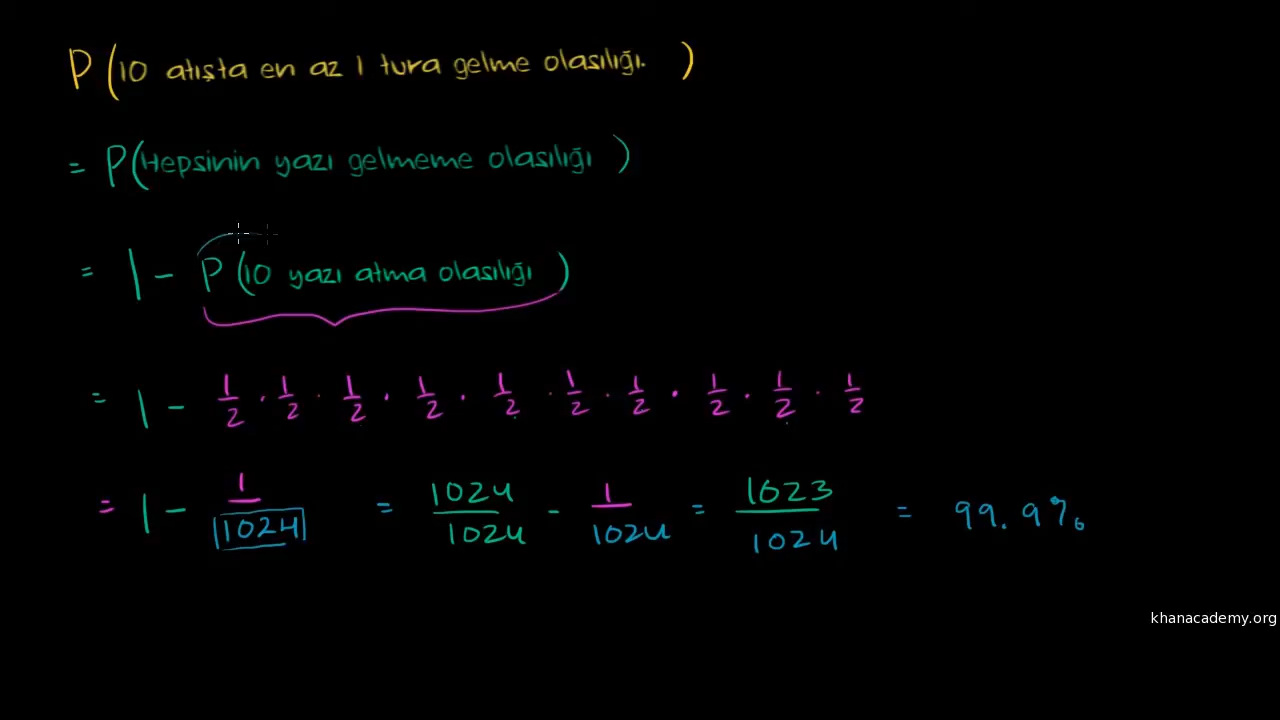 P(10 atışta en az 1 tura gelme olasılığı.)
= P(Hepsinin yazı gelmeme olasılığı)
= 1 - P(10 yazı atma olasılığı)
= 1 - 1/2 · 1/2 · 1/2 · 1/2 · 1/2 · 1/2 · 1/2 · 1/2 · 1/2 · 1/2
= 1 - 1/1024 = 1024/1024 - 1/1024 = 1023/1024 = 99.9%
khanacademy.org